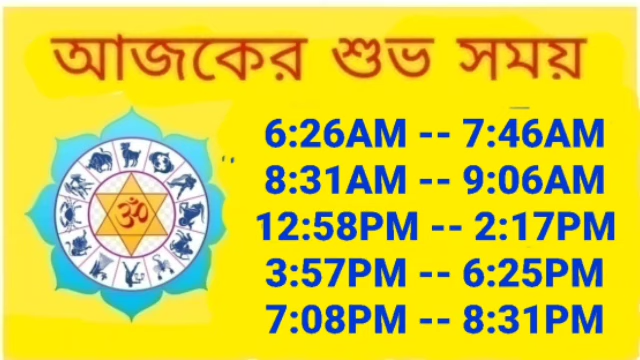 আজকের শুভ সময়
6:26AM -- 7:46AM
8:31AM -- 9:06AM
12:58PM -- 2:17PM
3:57PM -- 6:25PM
7:08PM -- 8:31PM
ॐ